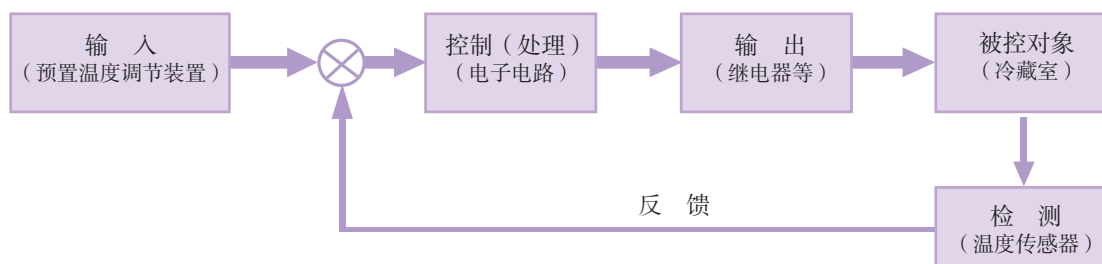 输 入
（预置温度调节装置）
控制（处理）
（电子电路）
输 出
（继电器等）
被控对象
（冷藏室）
反 馈
检 测
（温度传感器）